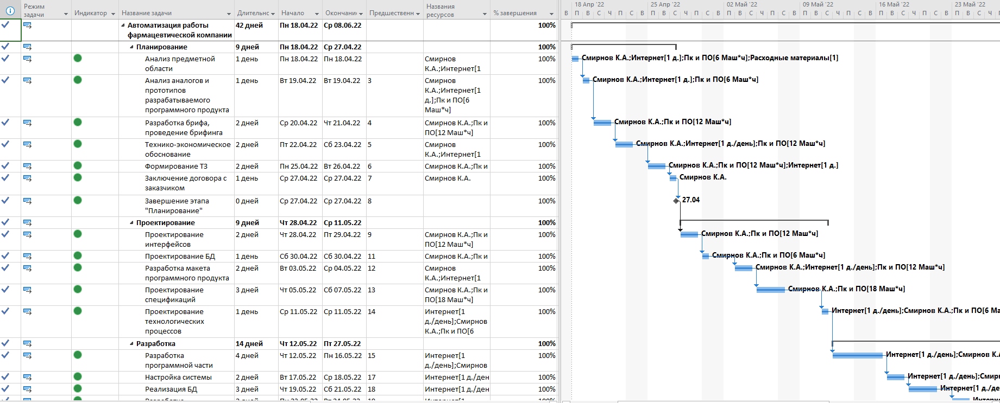 Режим задачи	Индикатор	Название задачи	Длительнс	Начало	Окончани	Предшественн	Названия ресурсов	% завершения
18 Апр '22	25 Апр '22	02 Май '22	09 Май '22	16 Май '22	23 Май '22
В П С П В Ч С П С П В Ч С П С П В Ч С П С П В Ч С П С П В Ч С П С П В Ч
Автоматизация работы фармацевтической компании	42 дней	Пн 18.04.22	Ср 08.06.22	100%
Планирование	9 дней	Пн 18.04.22	Ср 27.04.22	100%
Анализ предметной области	1 день	Пн 18.04.22	Пн 18.04.22	Смирнов К.А.;Интернет[1	100%	Смирнов К.А.;Интернет[1 д.];Пк и ПО[6 Маш*ч];Расходные материалы[1]
Анализ аналогов и прототипов разрабатываемого программного продукта	1 день	Вт 19.04.22	Вт 19.04.22	3	Смирнов К.А.;Интернет[1 д.];Пк и ПО[6 Маш*ч]	100%	Смирнов К.А.;Интернет[1 д.];Пк и ПО[6 Маш*ч]
Разработка брифа, проведение брифинга	2 дней	Ср 20.04.22	Чт 21.04.22	4	Смирнов К.А.;Пк и ПО[12 Маш*ч]	100%	Смирнов К.А.;Пк и ПО[12 Маш*ч]
Технико-экономическое обоснование	2 дней	Пт 22.04.22	Сб 23.04.22	5	Смирнов К.А.;Интернет[1	100%	Смирнов К.А.;Интернет[1 д./день];Пк и ПО[12 Маш*ч]
Формирование ТЗ	2 дней	Пн 25.04.22	Вт 26.04.22	6	Смирнов К.А.;Пк и	100%	Смирнов К.А.;Пк и ПО[12 Маш*ч];Интернет[1 д.]
Заключение договора с заказчиком	1 день	Ср 27.04.22	Ср 27.04.22	7	Смирнов К.А.	100%	Смирнов К.А.
Завершение этапа "Планирование"	0 дней	Ср 27.04.22	Ср 27.04.22	8	100%	27.04
Проектирование	9 дней	Чт 28.04.22	Ср 11.05.22	100%
Проектирование интерфейсов	2 дней	Чт 28.04.22	Пт 29.04.22	9	Смирнов К.А.;Пк и ПО[12 Маш*ч]	100%	Смирнов К.А.;Пк и ПО[12 Маш*ч]
Проектирование БД	1 день	Сб 30.04.22	Сб 30.04.22	11	Смирнов К.А.;Пк и	100%	Смирнов К.А.;Пк и ПО[6 Маш*ч]
Разработка макета программного продукта	2 дней	Вт 03.05.22	Ср 04.05.22	12	Смирнов К.А.;Интернет[1	100%	Смирнов К.А.;Интернет[1 д./день];Пк и ПО[12 Маш*ч]
Проектирование спецификаций	3 дней	Чт 05.05.22	Сб 07.05.22	13	Смирнов К.А.;Пк и ПО[18 Маш*ч]	100%	Смирнов К.А.;Пк и ПО[18 Маш*ч]
Проектирование технологических процессов	1 день	Ср 11.05.22	Ср 11.05.22	14	Интернет[1 д./день];Смирнов К.А.;Пк и ПО[6	100%	Интернет[1 д./день];Смирнов К.А.;Пк и ПО[6 Ма
Разработка	14 дней	Чт 12.05.22	Пт 27.05.22	100%
Разработка программной части	4 дней	Чт 12.05.22	Пн 16.05.22	15	Интернет[1 д./день];Смирнов	100%	Интернет[1 д./день];Смирнов К.А
Настройка системы	2 дней	Вт 17.05.22	Ср 18.05.22	17	Интернет[1 д./ден	100%	Интернет[1 д./день];Смир
Реализация БД	3 дней	Чт 19.05.22	Сб 21.05.22	18	Интернет[1 д./ден	100%	Интернет[1 д./де